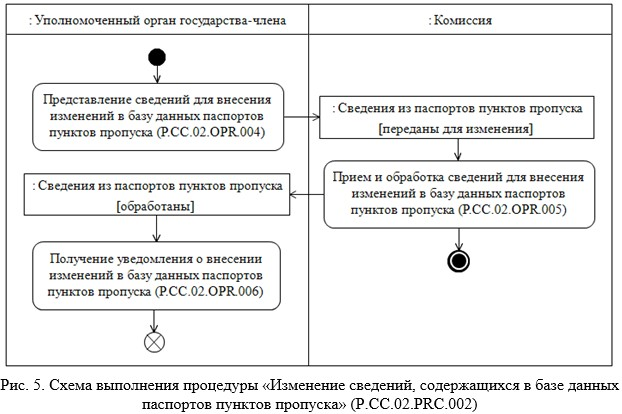 : Уполномоченный орган государства-члена
: Комиссия
Представление сведений для внесения
изменений в базу данных паспортов
пунктов пропуска (P.CC.02.OPR.004)
: Сведения из паспортов пунктов пропуска
[переданы для изменения]
Прием и обработка сведений для внесения
изменений в базу данных паспортов
пунктов пропуска (P.CC.02.OPR.005)
: Сведения из паспортов пунктов пропуска
[обработаны]
Получение уведомления о внесении
изменений в базу данных паспортов
пунктов пропуска (P.CC.02.OPR.006)
Рис. 5. Схема выполнения процедуры «Изменение сведений, содержащихся в базе данных
паспортов пунктов пропуска» (P.CC.02.PRC.002)